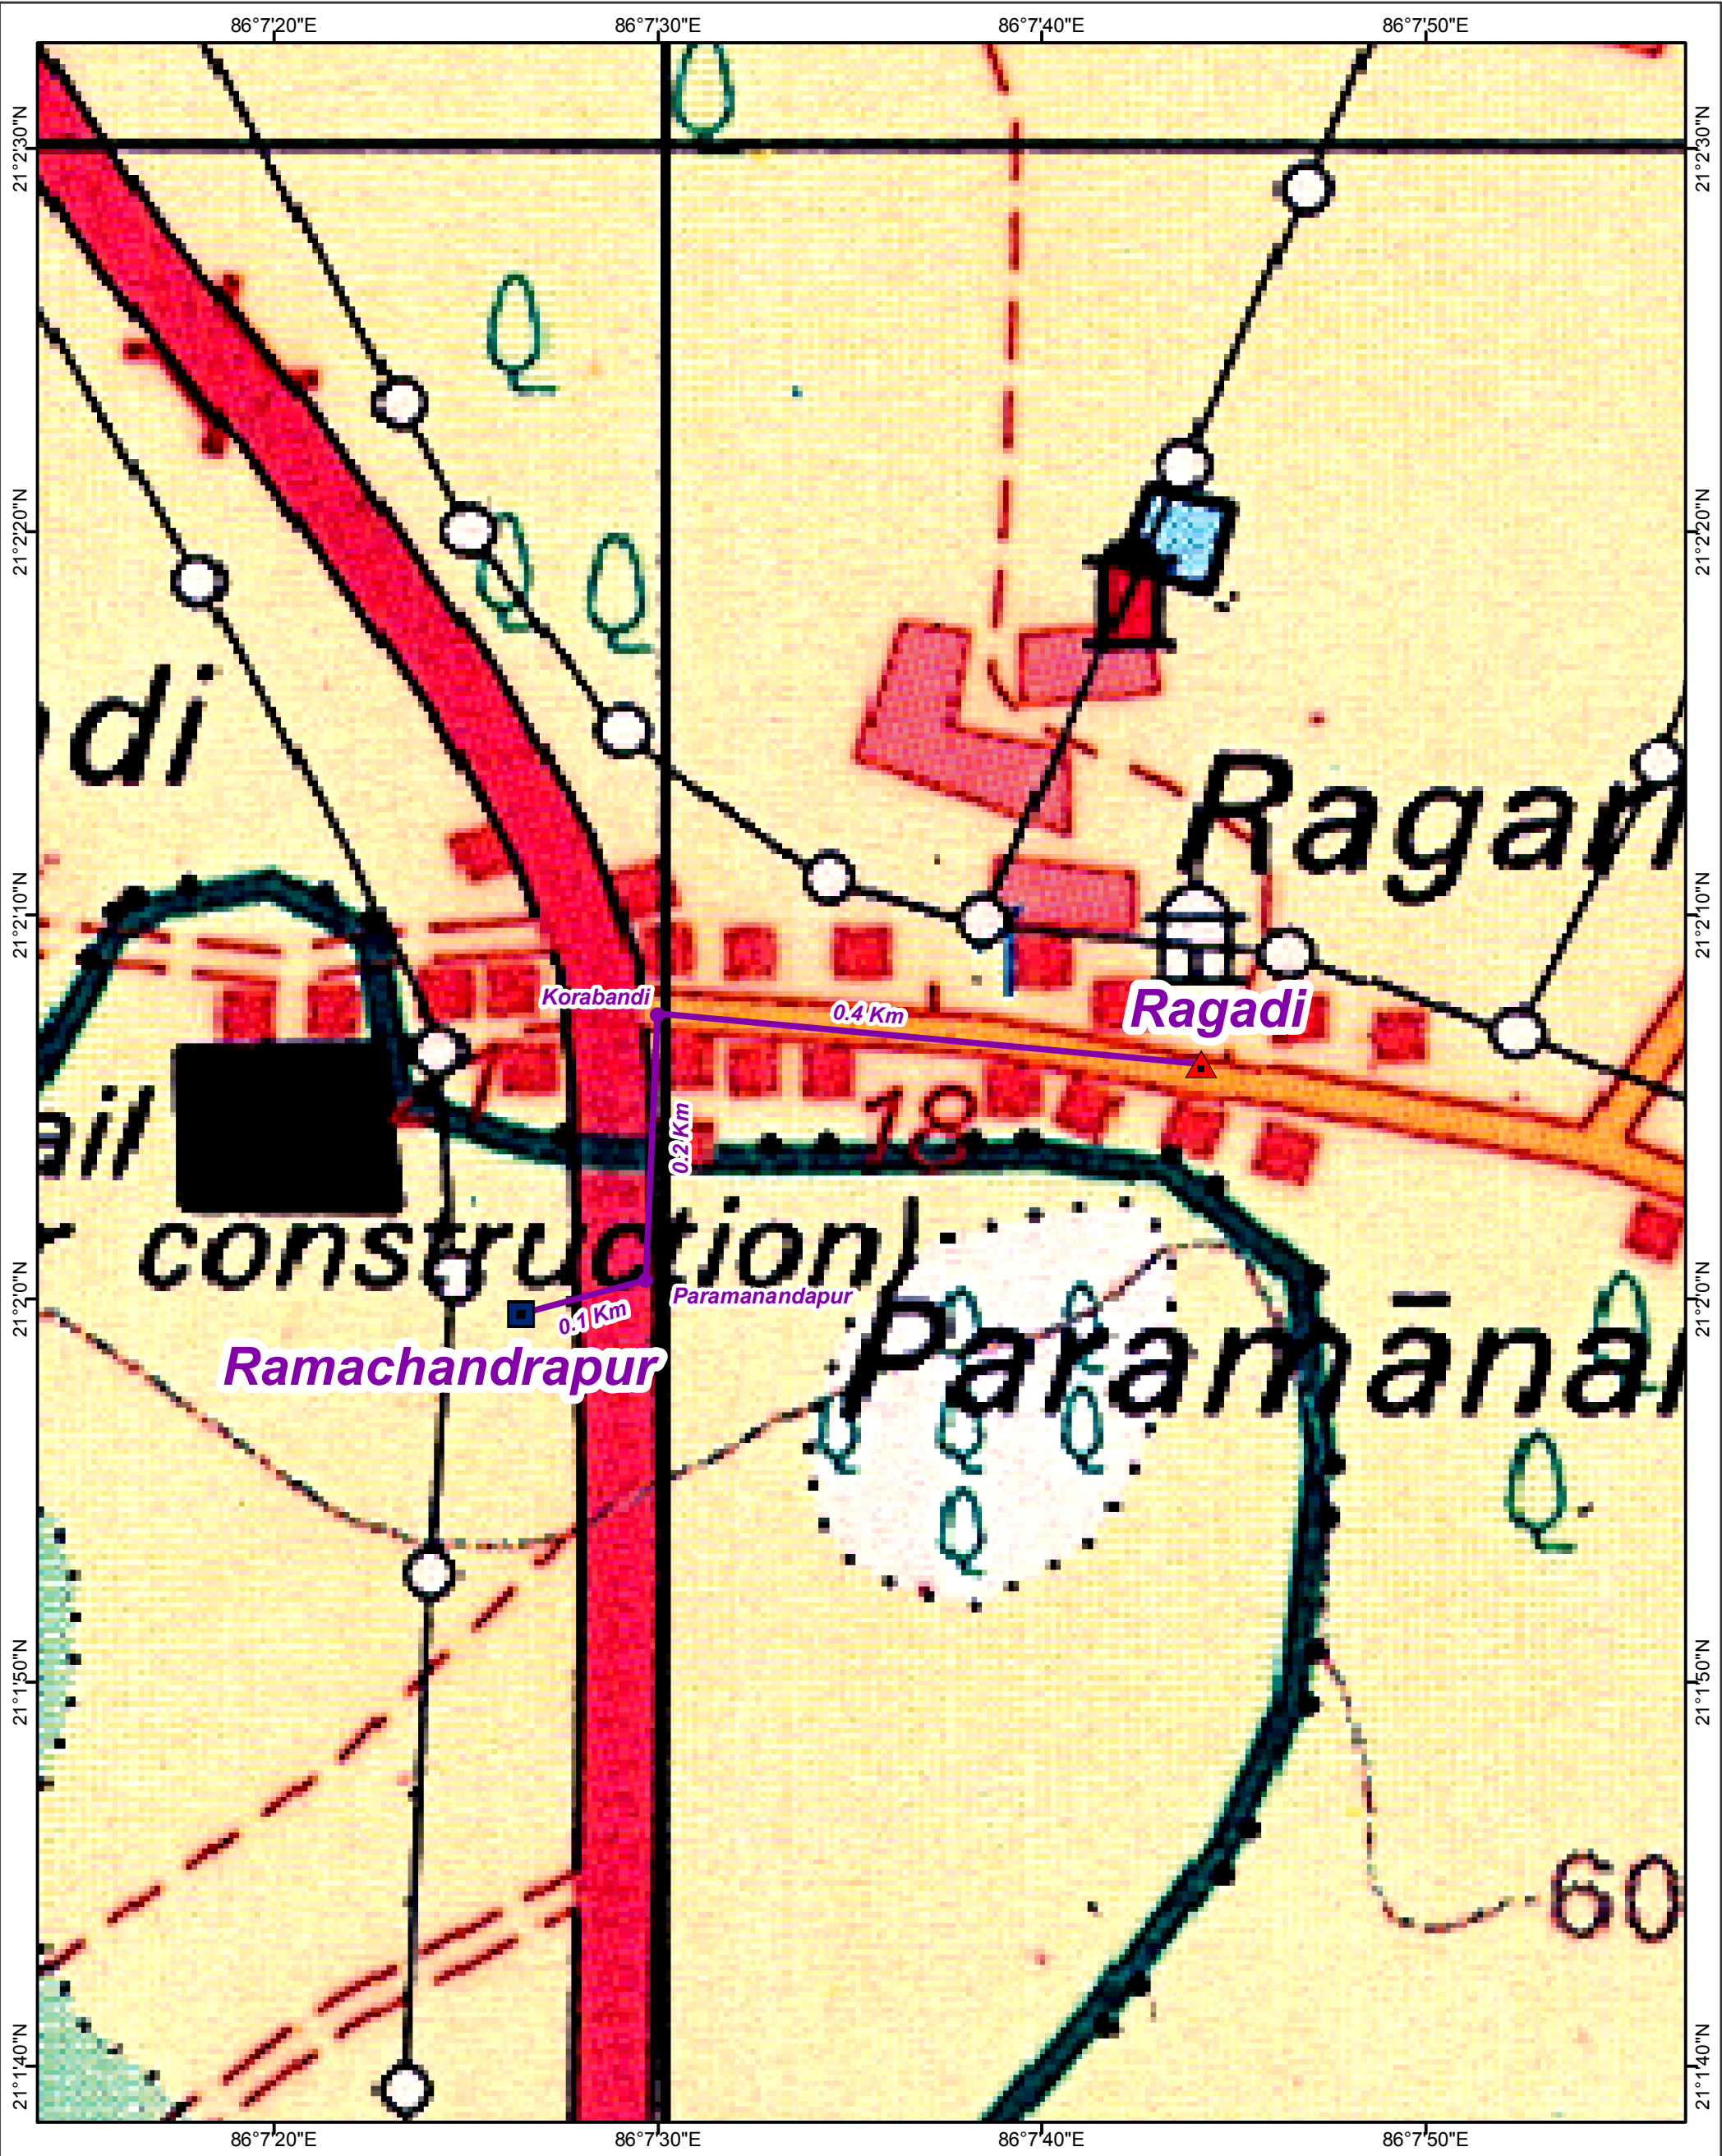 86°7'20"E 86°7'30"E 86°7'40"E 86°7'50"E
21°2'30"N 21°2'30"N
21°2'20"N 21°2'20"N
di
Ragan
21°2'10"N 21°2'10"N
Korabandi
0.4 Km
Ragadi
18
0.2 Km
ail
r construction)
Paramanandapur
21°2'0"N 21°2'0"N
0.1 Km
Ramachandrapur
Paramānan
21°1'50"N 21°1'50"N
60
21°1'40"N 21°1'40"N
86°7'20"E 86°7'30"E 86°7'40"E 86°7'50"E